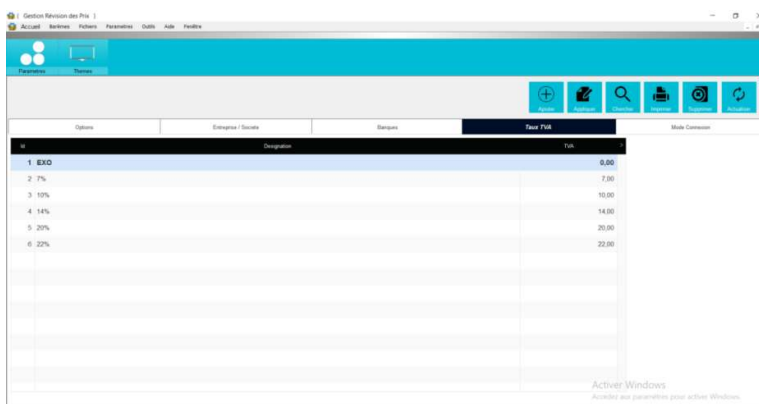 | Gestion Révision des Prix |
Accueil Barèmes Fichiers Paramètres Outils Aide Fenêtre
Parametres Themes
Ajouter Appliquer Chercher Imprimer Supprimer Actualiser
Options Entreprise / Societe Banques Taux TVA Mode Connexion
Id Designation TVA
1 EXO 0,00
2 7% 7,00
3 10% 10,00
4 14% 14,00
5 20% 20,00
6 22% 22,00
Activer Windows
Accédez aux paramètres pour activer Windows.